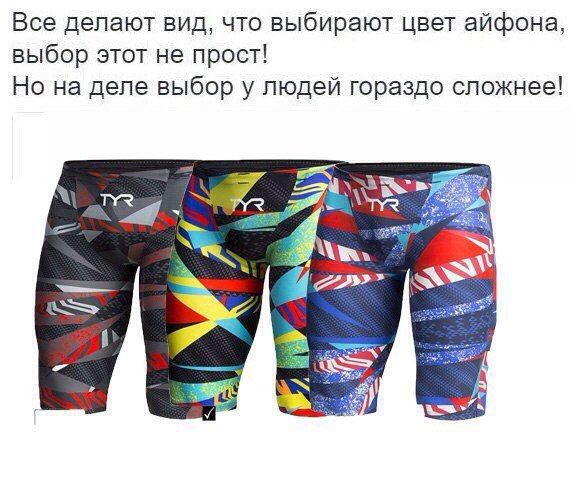 Все делают вид, что выбирают цвет айфона,
выбор этот не прост!
Но на деле выбор у людей гораздо сложнее!
TYR TYR TYR